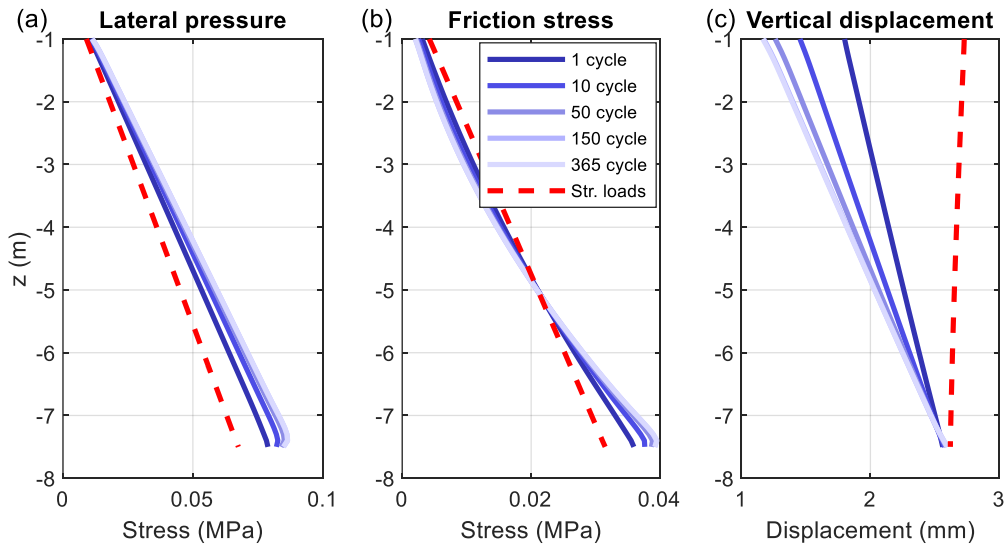 (a) Lateral pressure
(b) Friction stress
(c) Vertical displacement
z (m)
-1
-2
-3
-4
-5
-6
-7
-8
0 0.05 0.1
Stress (MPa)
-1
-2
-3
-4
-5
-6
-7
-8
0 0.02 0.04
Stress (MPa)
1 cycle
10 cycle
50 cycle
150 cycle
365 cycle
Str. loads
-1
-2
-3
-4
-5
-6
-7
-8
1 2 3
Displacement (mm)